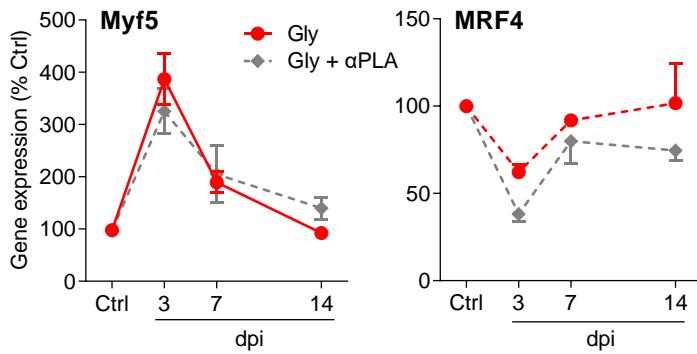 Myf5
Gene expression (% Ctrl)
500
400
300
200
100
0
Ctrl 3 7 14
dpi
Gly
Gly + αPLA
MRF4
150
100
50
0
Ctrl 3 7 14
dpi